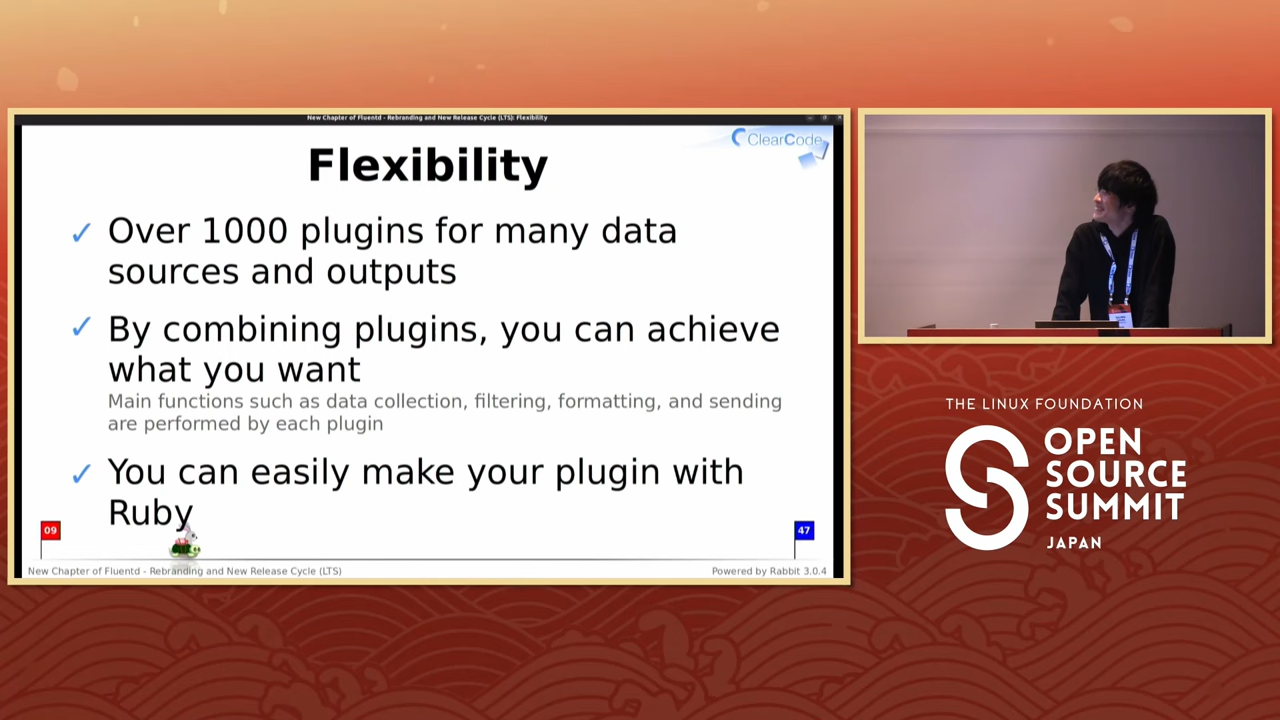 New Chapter of Fluentd - Rebranding and New Release Cycle (LTS): Flexibility
ClearCode
Flexibility
✓ Over 1000 plugins for many data
sources and outputs
✓ By combining plugins, you can achieve
what you want
Main functions such as data collection, filtering, formatting, and sending
are performed by each plugin
✓ You can easily make your plugin with
Ruby
09
47
New Chapter of Fluentd - Rebranding and New Release Cycle (LTS)
Powered by Rabbit 3.0.4
THE LINUX FOUNDATION
OPEN
SOURCE
SUMMIT
JAPAN